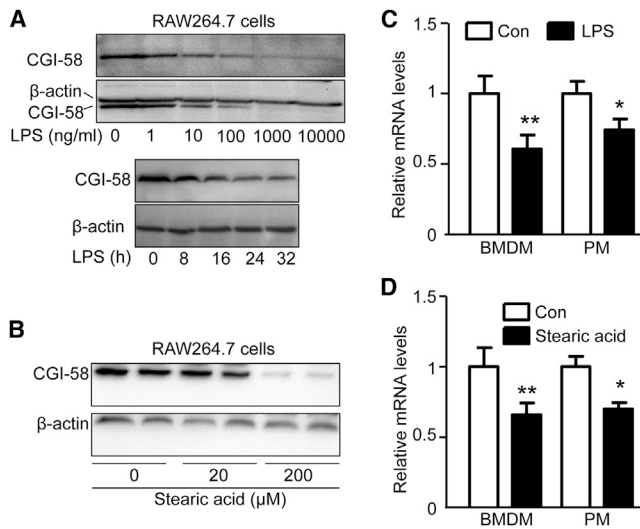 A
RAW264.7 cells
CGI-58
β-actin
CGI-58
LPS (ng/ml) 0 1 10 100 1000 10000
CGI-58
β-actin
LPS (h) 0 8 16 24 32
B
RAW264.7 cells
CGI-58
β-actin
0 20 200
Stearic acid (µM)
C
Con LPS
Relative mRNA levels
1.5
1
0.5
0
** *
BMDM PM
D
Con
Stearic acid
Relative mRNA levels
1.5
1
0.5
0
** *
BMDM PM